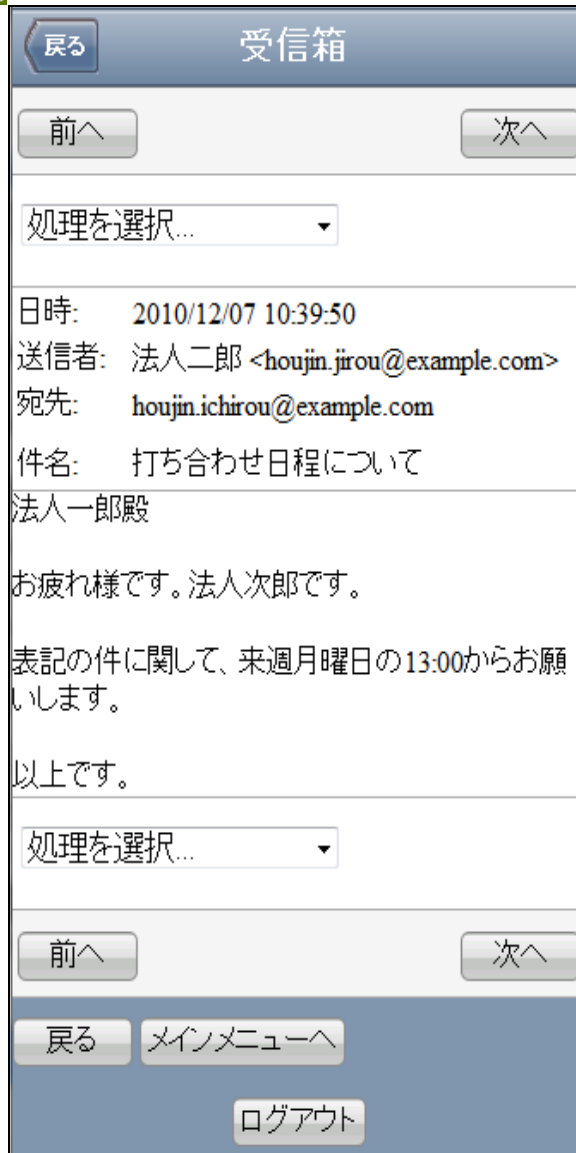 戻る 受信箱
前へ 次へ
処理を選択...
日時: 2010/12/07 10:39:50
送信者: 法人二郎 <houjin.jirou@example.com>
宛先: houjin.ichirou@example.com
件名: 打ち合わせ日程について
法人一郎殿
お疲れ様です。法人次郎です。
表記の件に関して、来週月曜日の13:00からお願
いします。
以上です。
処理を選択...
前へ 次へ
戻る メインメニューへ
ログアウト